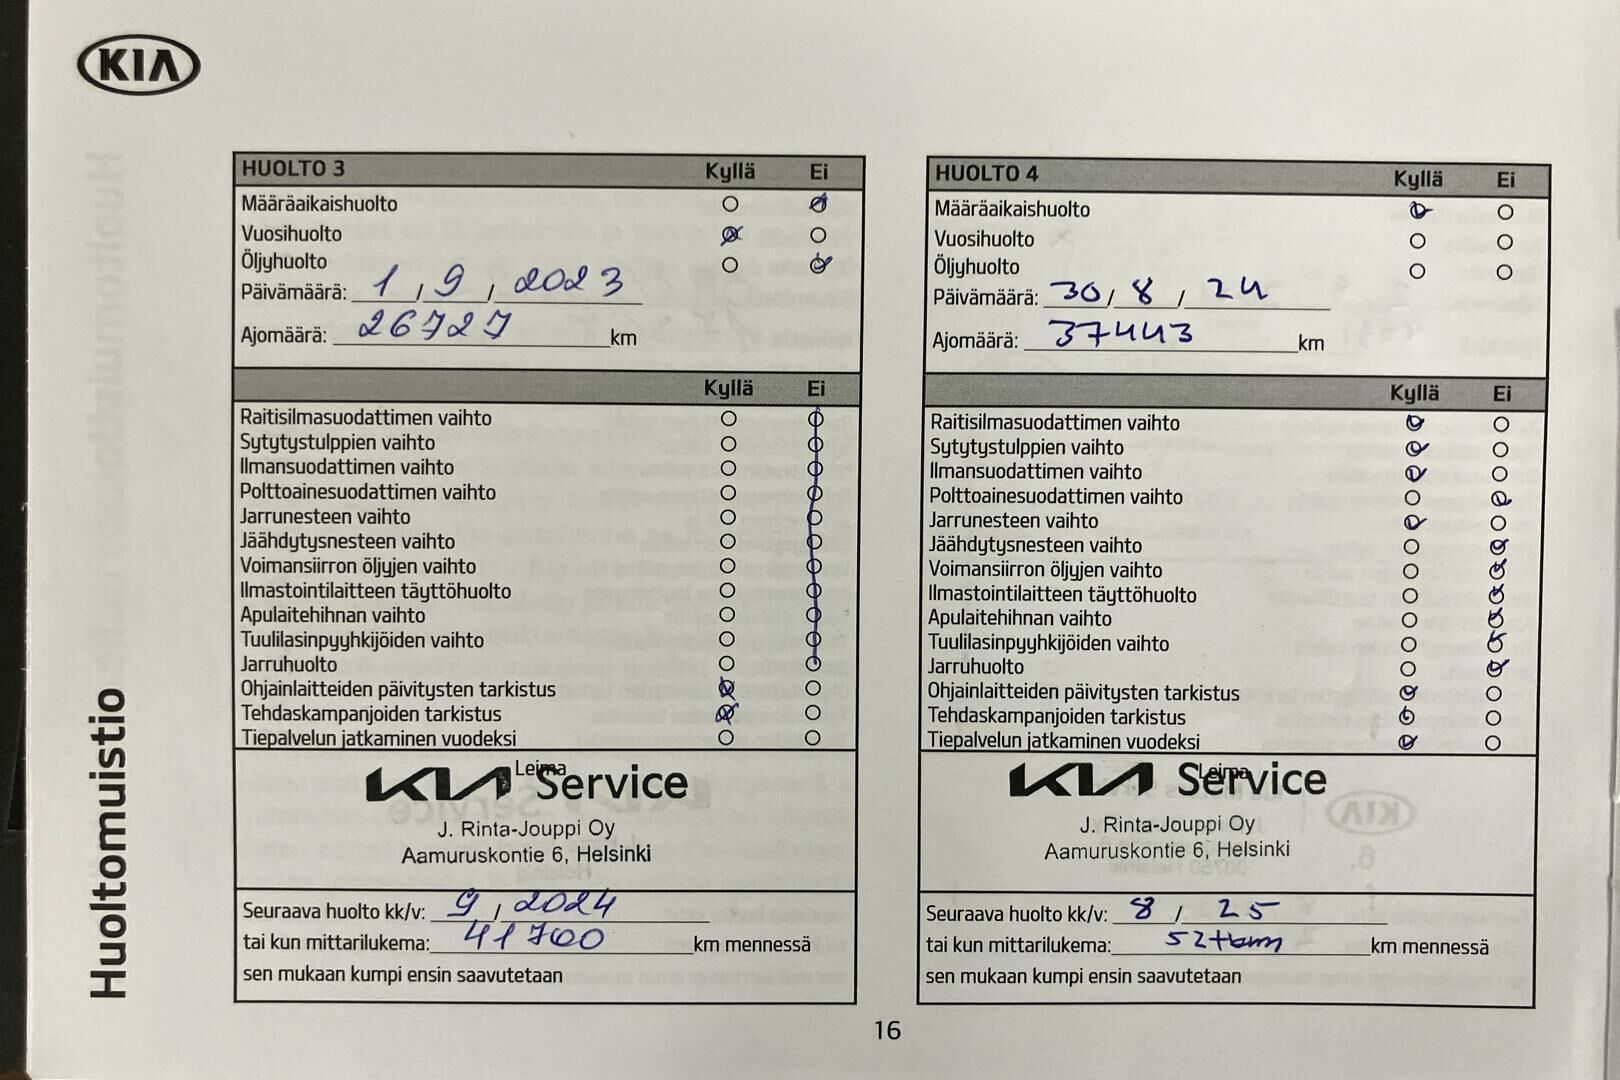 KIA
Huoltomuistio
HUOLTO 3 Kyllä Ei
Määräaikaishuolto
Vuosihuolto
Öljyhuolto
Päivämäärä: 1 / 9 / 2023
Ajomäärä: 26727 km
Kyllä Ei
Raitisilmasuodattimen vaihto
Sytytystulppien vaihto
Ilmansuodattimen vaihto
Polttoainesuodattimen vaihto
Jarrunesteen vaihto
Jäähdytysnesteen vaihto
Voimansiirron öljyjen vaihto
Ilmastointilaitteen täyttöhuolto
Apulaitehihnan vaihto
Tuulilasinpyyhkijöiden vaihto
Jarruhuolto
Ohjainlaitteiden päivitysten tarkistus
Tehdaskampanjoiden tarkistus
Tiepalvelun jatkaminen vuodeksi
Leima
KIA Service
J. Rinta-Jouppi Oy
Aamuruskontie 6, Helsinki
Seuraava huolto kk/v: 9 / 2024
tai kun mittarilukema: 41700 km mennessä
sen mukaan kumpi ensin saavutetaan
HUOLTO 4 Kyllä Ei
Määräaikaishuolto
Vuosihuolto
Öljyhuolto
Päivämäärä: 30 / 8 / 24
Ajomäärä: 37443 km
Kyllä Ei
Raitisilmasuodattimen vaihto
Sytytystulppien vaihto
Ilmansuodattimen vaihto
Polttoainesuodattimen vaihto
Jarrunesteen vaihto
Jäähdytysnesteen vaihto
Voimansiirron öljyjen vaihto
Ilmastointilaitteen täyttöhuolto
Apulaitehihnan vaihto
Tuulilasinpyyhkijöiden vaihto
Jarruhuolto
Ohjainlaitteiden päivitysten tarkistus
Tehdaskampanjoiden tarkistus
Tiepalvelun jatkaminen vuodeksi
Leima
KIA Service
J. Rinta-Jouppi Oy
Aamuruskontie 6, Helsinki
Seuraava huolto kk/v: 8 / 25
tai kun mittarilukema: 52tkm km mennessä
sen mukaan kumpi ensin saavutetaan
16